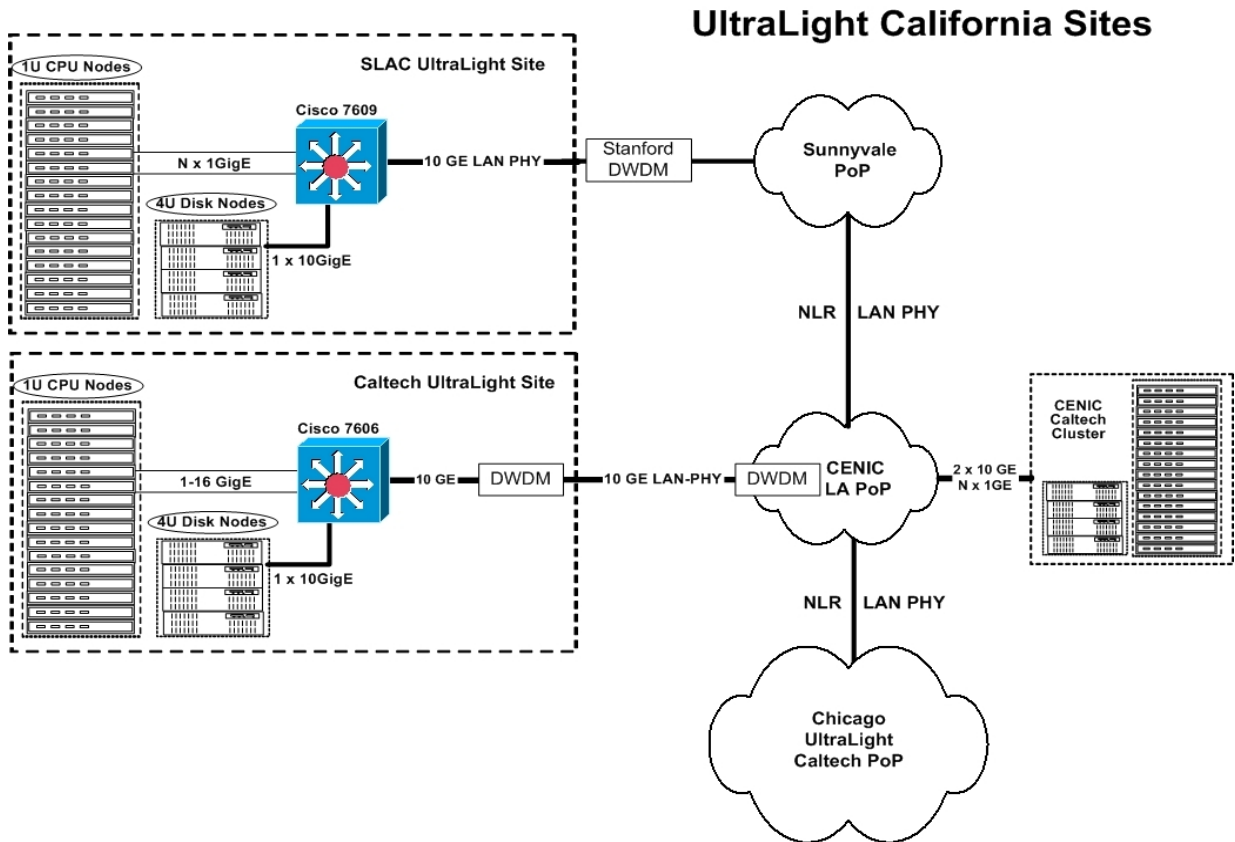 UltraLight California Sites
1U CPU Nodes
SLAC UltraLight Site
Cisco 7609
N x 1GigE
10 GE LAN PHY
Stanford
DWDM
Sunnyvale
PoP
4U Disk Nodes
1 x 10GigE
NLR
LAN PHY
1U CPU Nodes
Caltech UltraLight Site
Cisco 7606
1-16 GigE
10 GE
DWDM
10 GE LAN-PHY
DWDM
CENIC
LA PoP
2 x 10 GE
N x 1GE
CENIC
Caltech
Cluster
4U Disk Nodes
1 x 10GigE
NLR
LAN PHY
Chicago
UltraLight
Caltech PoP